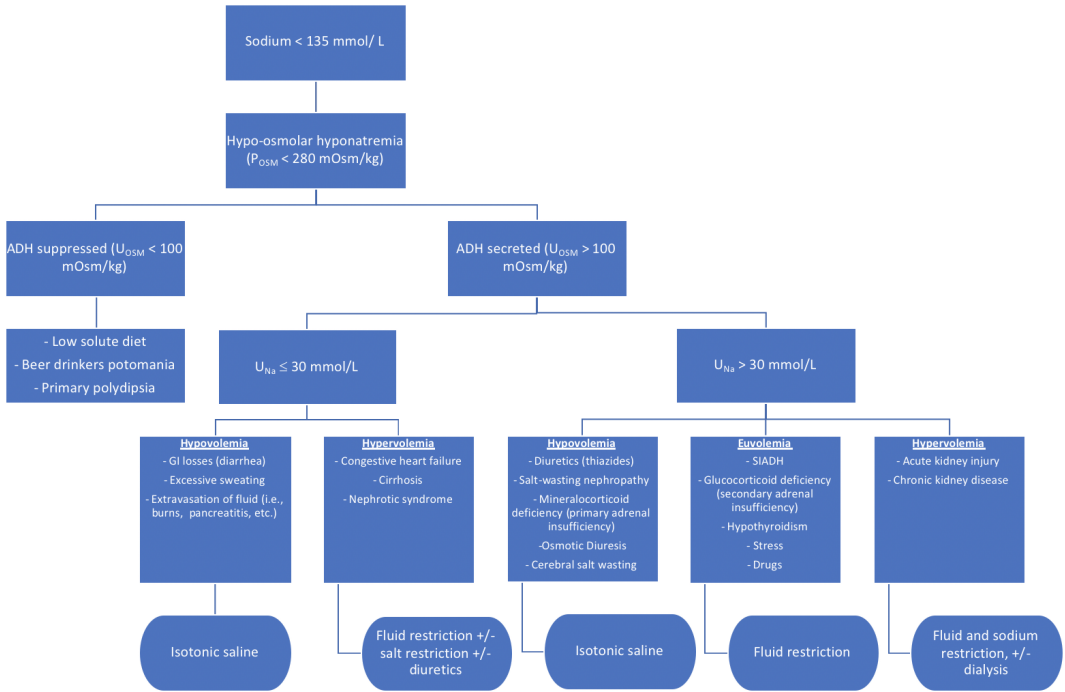 Sodium < 135 mmol/ L
Hypo-osmolar hyponatremia
(POSM < 280 mOsm/kg)
ADH suppressed (UOSM < 100
mOsm/kg)
ADH secreted (UOSM > 100
mOsm/kg)
- Low solute diet
- Beer drinkers potomania
- Primary polydipsia
UNa ≤ 30 mmol/L
UNa > 30 mmol/L
Hypovolemia
- GI losses (diarrhea)
- Excessive sweating
- Extravasation of fluid (i.e.,
burns, pancreatitis, etc.)
Hypervolemia
- Congestive heart failure
- Cirrhosis
- Nephrotic syndrome
Hypovolemia
- Diuretics (thiazides)
- Salt-wasting nephropathy
- Mineralocorticoid
deficiency (primary adrenal
insufficiency)
-Osmotic Diuresis
- Cerebral salt wasting
Euvolemia
- SIADH
- Glucocorticoid deficiency
(secondary adrenal
insufficiency)
- Hypothyroidism
- Stress
- Drugs
Hypervolemia
- Acute kidney injury
- Chronic kidney disease
Isotonic saline
Fluid restriction +/-
salt restriction +/-
diuretics
Isotonic saline
Fluid restriction
Fluid and sodium
restriction, +/-
dialysis